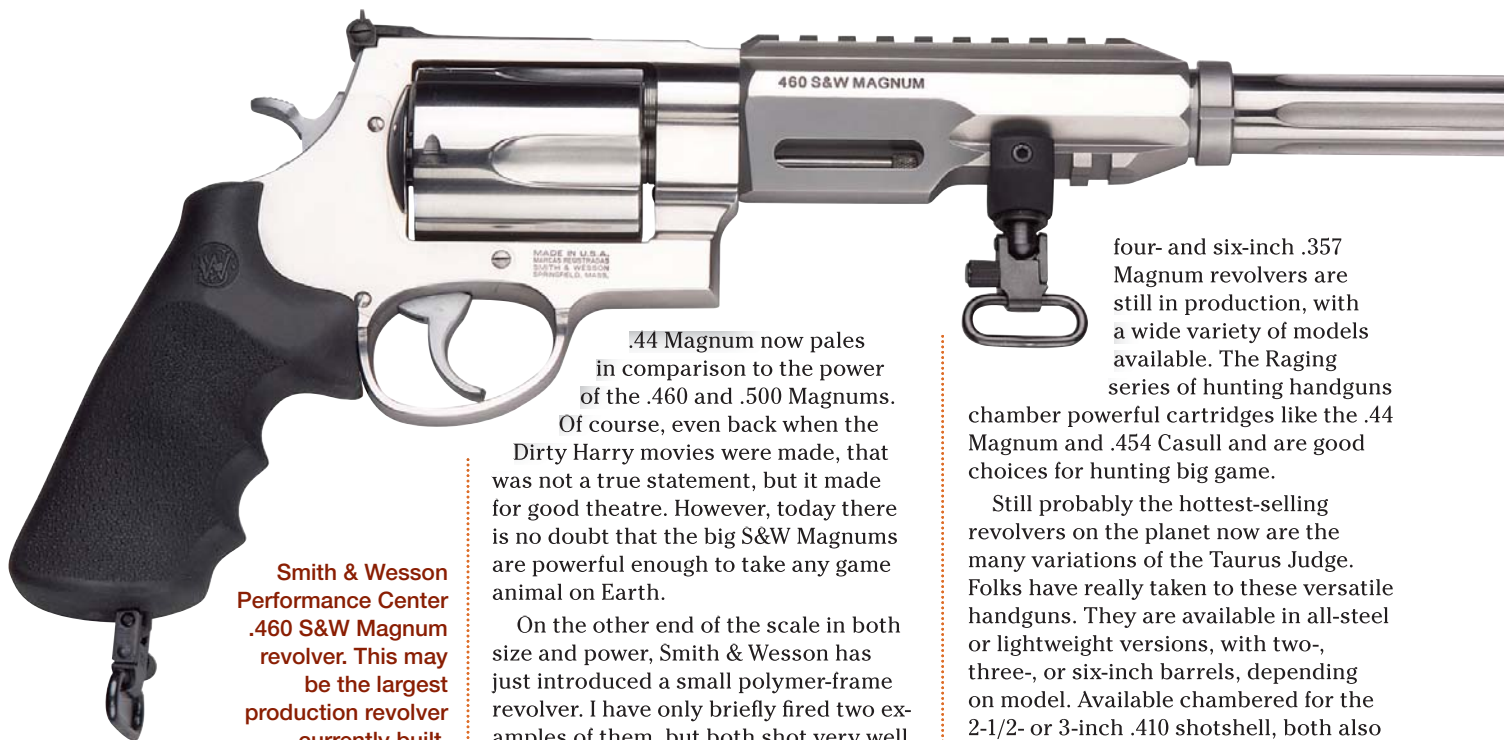 460 S&W MAGNUM
MADE IN U.S.A.
MARCAS REGISTRADAS
SMITH & WESSON
SPRINGFIELD, MASS.
Smith & Wesson
Performance Center
.460 S&W Magnum
revolver. This may
be the largest
production revolver
currently built.
.44 Magnum now pales
in comparison to the power
of the .460 and .500 Magnums.
Of course, even back when the
Dirty Harry movies were made, that
was not a true statement, but it made
for good theatre. However, today there
is no doubt that the big S&W Magnums
are powerful enough to take any game
animal on Earth.
On the other end of the scale in both
size and power, Smith & Wesson has
just introduced a small polymer-frame
revolver. I have only briefly fired two ex-
amples of them, but both shot very well
four- and six-inch .357
Magnum revolvers are
still in production, with
a wide variety of models
available. The Raging
series of hunting handguns
chamber powerful cartridges like the .44
Magnum and .454 Casull and are good
choices for hunting big game.
Still probably the hottest-selling
revolvers on the planet now are the
many variations of the Taurus Judge.
Folks have really taken to these versatile
handguns. They are available in all-steel
or lightweight versions, with two-,
three-, or six-inch barrels, depending
on model. Available chambered for the
2-1/2- or 3-inch .410 shotshell, both also